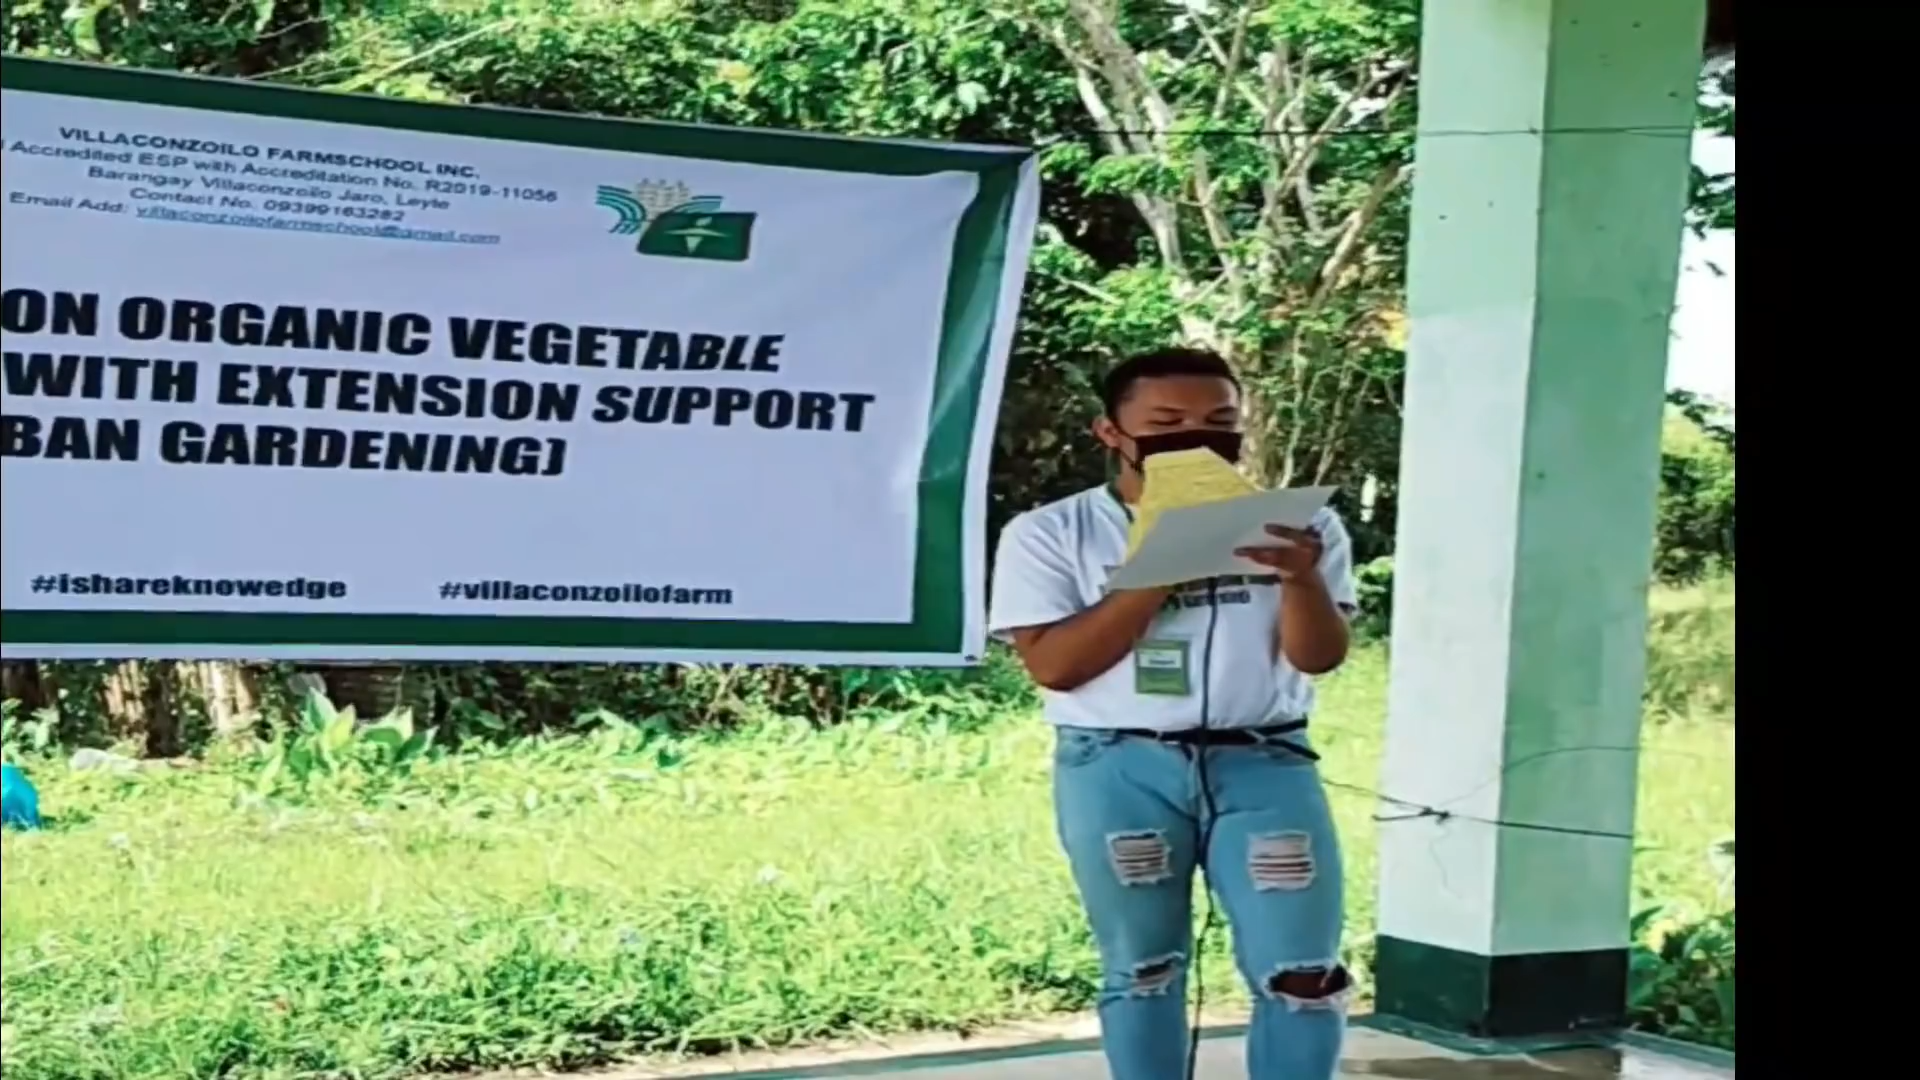 VILLACONZOILO FARMSCHOOL INC.
Accredited ESP with Accreditation No. R2019-11056
Barangay Villaconzoilo Jaro, Leyte
Contact No. 09399163282
Email Add: villaconzoilofarmschool@gmail.com
ON ORGANIC VEGETABLE
WITH EXTENSION SUPPORT
BAN GARDENING)
#ishareknowedge #villaconzoilofarm